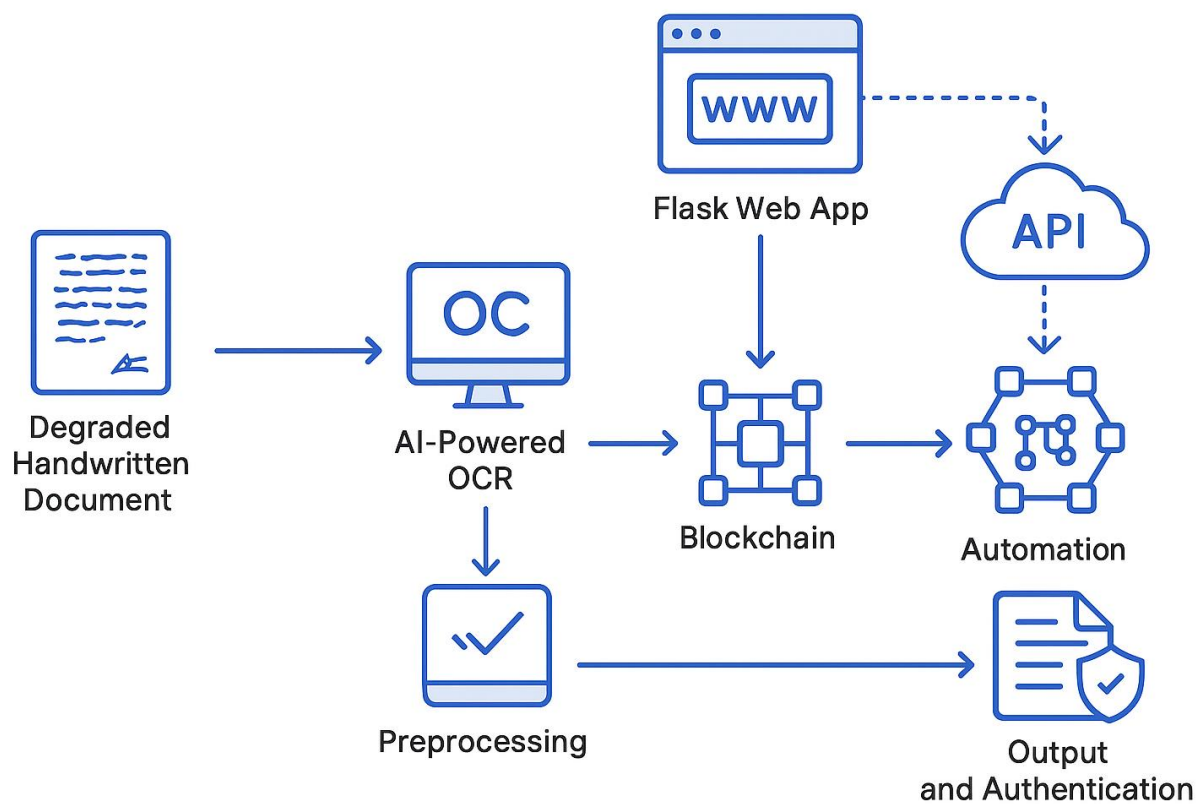 WWW
Flask Web App
API
Degraded
Handwritten
Document
OC
AI-Powered
OCR
Blockchain
Automation
Preprocessing
Output
and Authentication